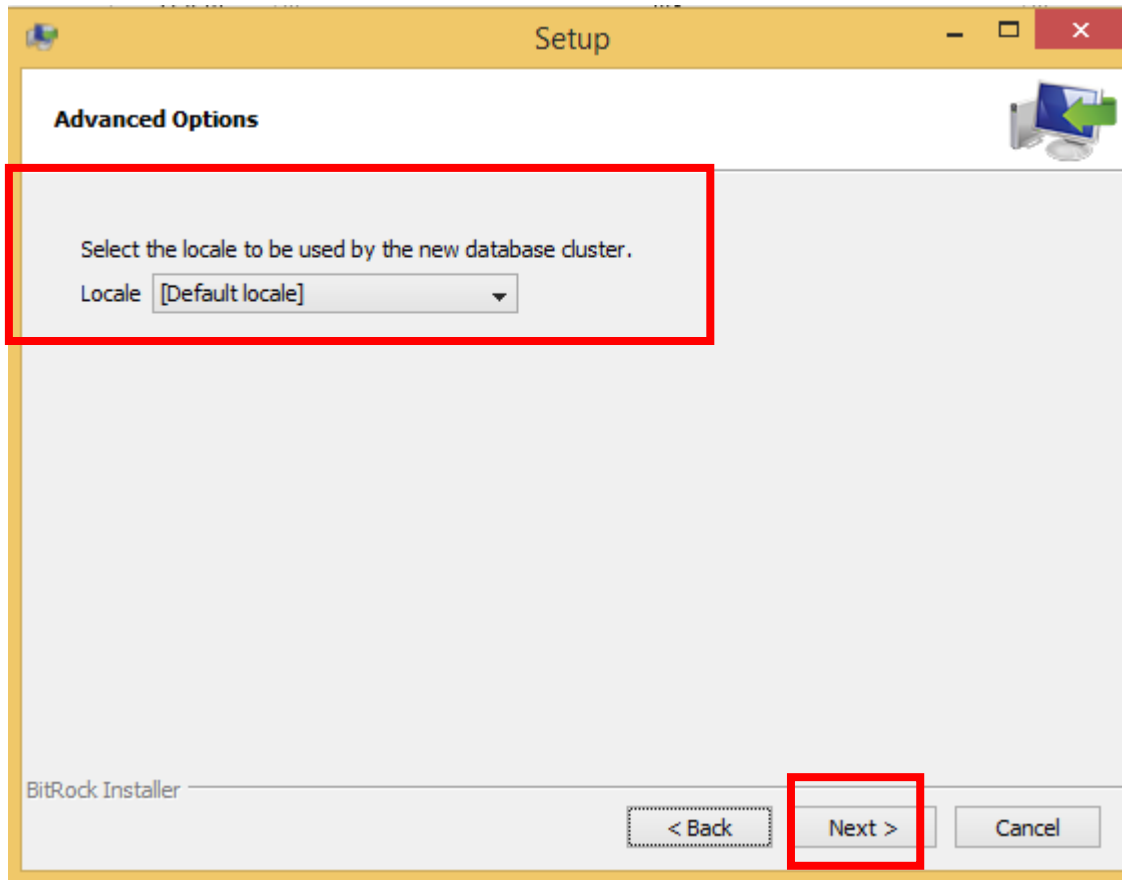 Setup
Advanced Options
Select the locale to be used by the new database cluster.
Locale [Default locale]
BitRock Installer
< Back Next > Cancel